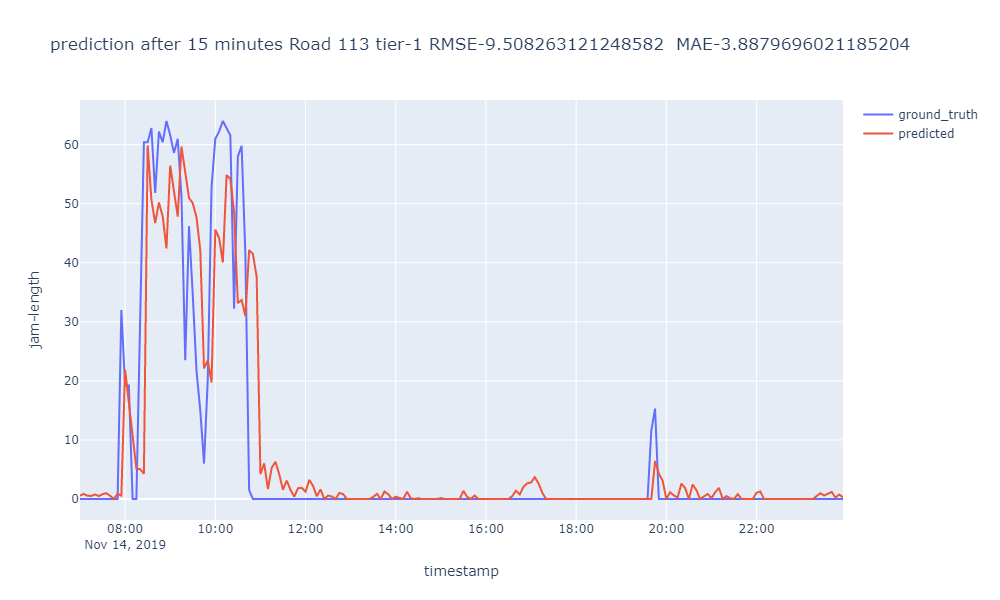 prediction after 15 minutes Road 113 tier-1 RMSE-9.508263121248582  MAE-3.8879696021185204
ground_truth
predicted
jam-length
60
50
40
30
20
10
0
08:00 10:00 12:00 14:00 16:00 18:00 20:00 22:00
Nov 14, 2019
timestamp